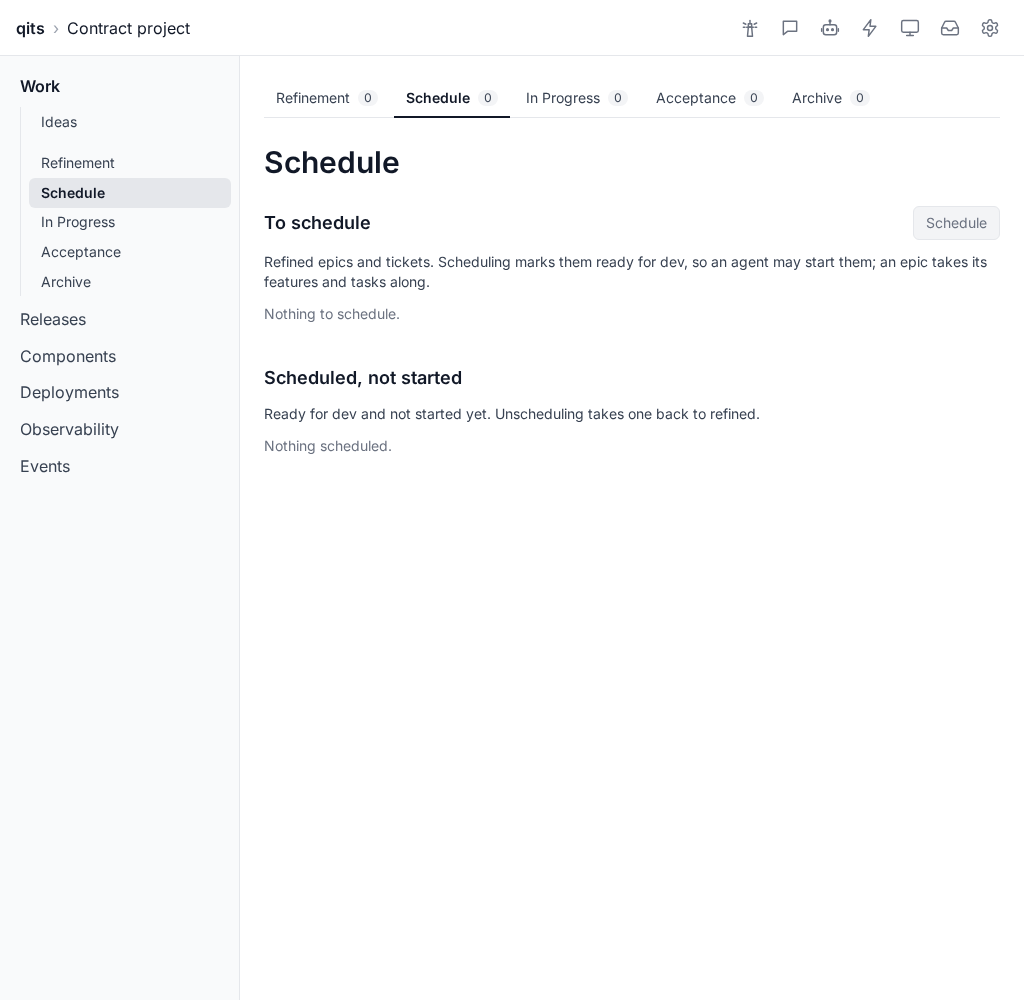 qits › Contract project
Work
Ideas
Refinement
Schedule
In Progress
Acceptance
Archive
Releases
Components
Deployments
Observability
Events
Refinement 0 Schedule 0 In Progress 0 Acceptance 0 Archive 0
Schedule
To schedule
Schedule
Refined epics and tickets. Scheduling marks them ready for dev, so an agent may start them; an epic takes its
features and tasks along.
Nothing to schedule.
Scheduled, not started
Ready for dev and not started yet. Unscheduling takes one back to refined.
Nothing scheduled.